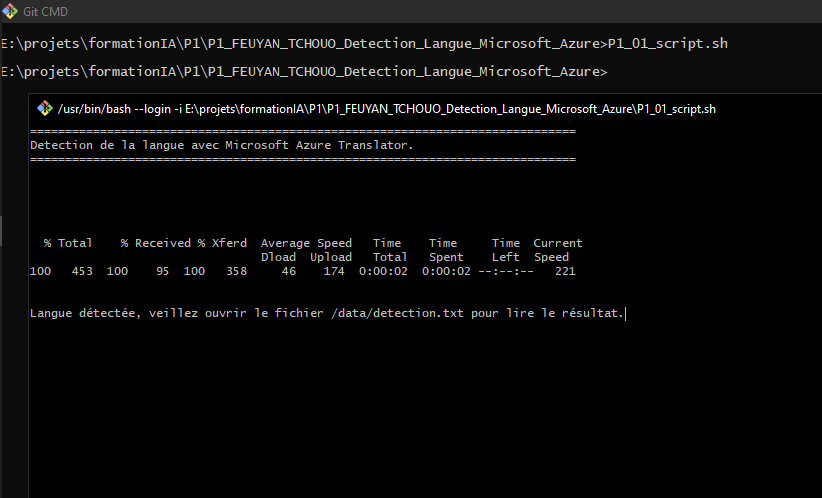 Git CMD
E:\projets\formationIA\P1\P1_FEUYAN_TCHOUO_Detection_Langue_Microsoft_Azure>P1_01_script.sh
E:\projets\formationIA\P1\P1_FEUYAN_TCHOUO_Detection_Langue_Microsoft_Azure>
/usr/bin/bash --login -i E:\projets\formationIA\P1\P1_FEUYAN_TCHOUO_Detection_Langue_Microsoft_Azure\P1_01_script.sh
==============================================================================
Detection de la langue avec Microsoft Azure Translator.
==============================================================================
% Total % Received % Xferd Average Speed Time Time Time Current
Dload Upload Total Spent Left Speed
100 453 100 95 100 358 46 174 0:00:02 0:00:02 --:--:-- 221
Langue détectée, veillez ouvrir le fichier /data/detection.txt pour lire le résultat.